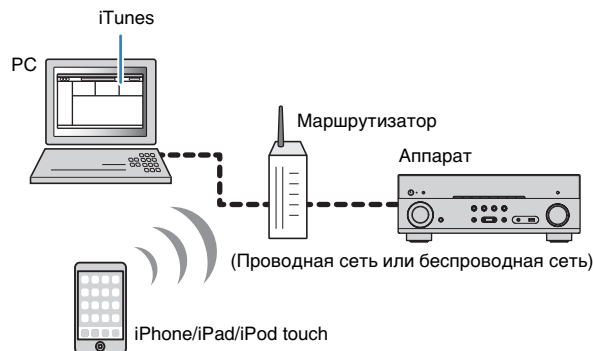 iTunes
PC
Маршрутизатор
Аппарат
(Проводная сеть или беспроводная сеть)
iPhone/iPad/iPod touch